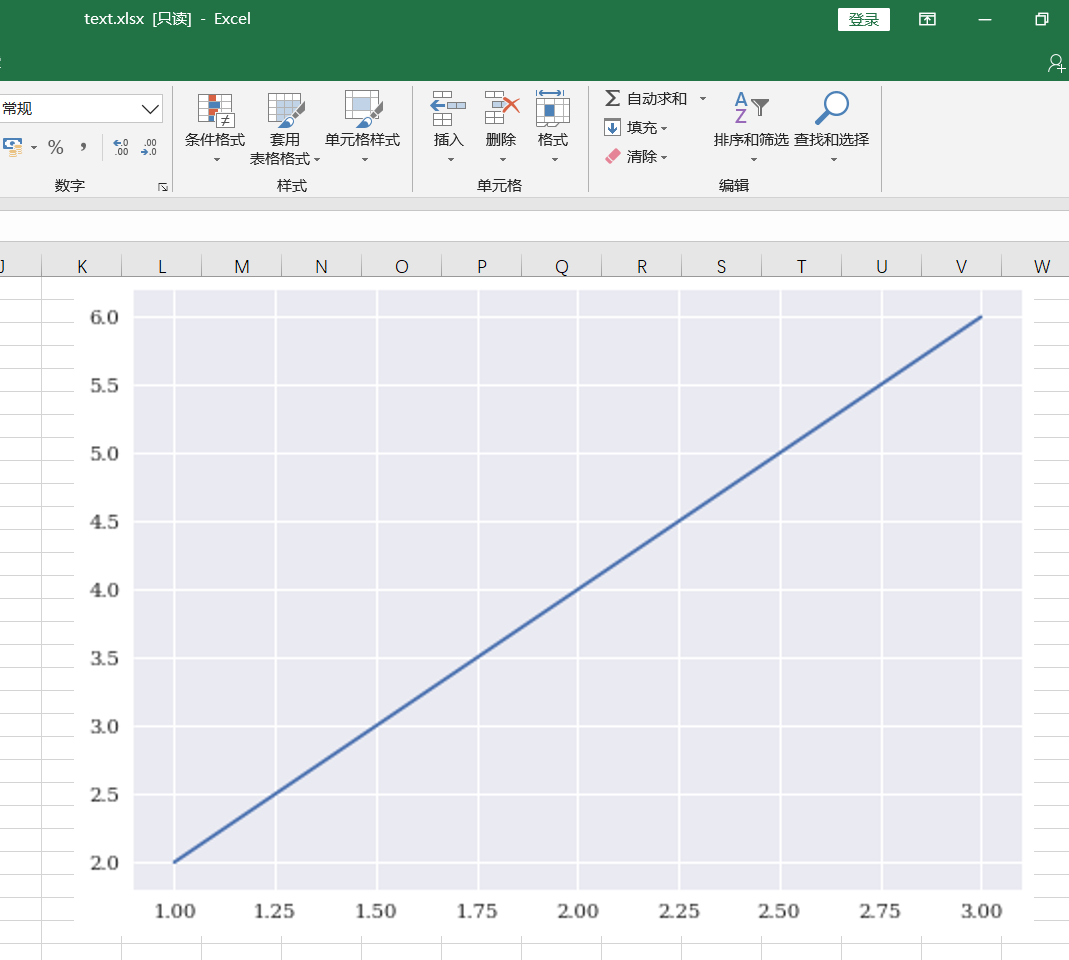 text.xlsx [只读] - Excel
登录
常规
条件格式
套用
表格格式
单元格样式
插入
删除
格式
自动求和
填充
清除
排序和筛选
查找和选择
数字
样式
单元格
编辑
J K L M N O P Q R S T U V W
6.0
5.5
5.0
4.5
4.0
3.5
3.0
2.5
2.0
1.00 1.25 1.50 1.75 2.00 2.25 2.50 2.75 3.00